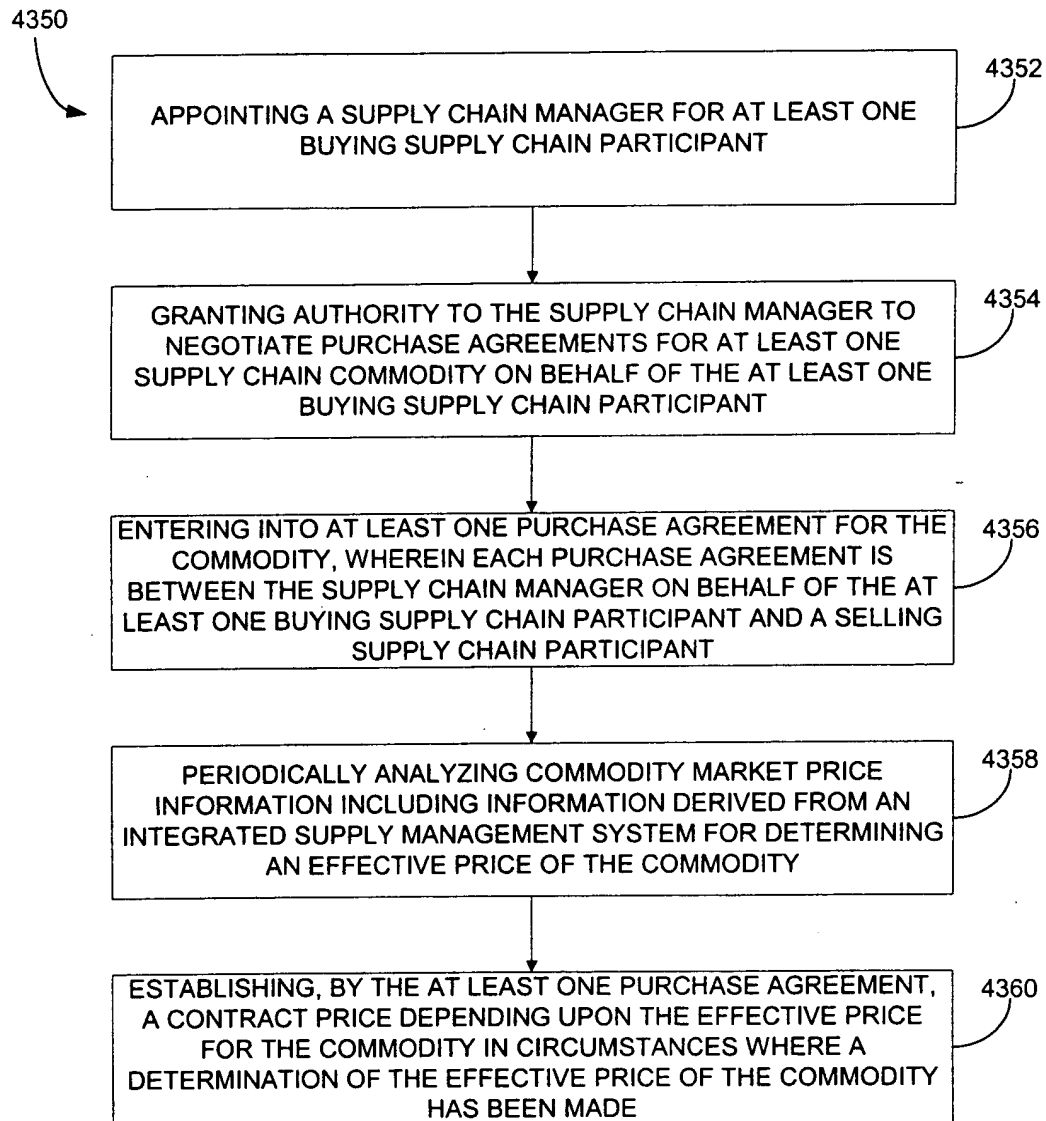 4350
4352
APPOINTING A SUPPLY CHAIN MANAGER FOR AT LEAST ONE
BUYING SUPPLY CHAIN PARTICIPANT
4354
GRANTING AUTHORITY TO THE SUPPLY CHAIN MANAGER TO
NEGOTIATE PURCHASE AGREEMENTS FOR AT LEAST ONE
SUPPLY CHAIN COMMODITY ON BEHALF OF THE AT LEAST ONE
BUYING SUPPLY CHAIN PARTICIPANT
4356
ENTERING INTO AT LEAST ONE PURCHASE AGREEMENT FOR THE
COMMODITY, WHEREIN EACH PURCHASE AGREEMENT IS
BETWEEN THE SUPPLY CHAIN MANAGER ON BEHALF OF THE AT
LEAST ONE BUYING SUPPLY CHAIN PARTICIPANT AND A SELLING
SUPPLY CHAIN PARTICIPANT
4358
PERIODICALLY ANALYZING COMMODITY MARKET PRICE
INFORMATION INCLUDING INFORMATION DERIVED FROM AN
INTEGRATED SUPPLY MANAGEMENT SYSTEM FOR DETERMINING
AN EFFECTIVE PRICE OF THE COMMODITY
4360
ESTABLISHING, BY THE AT LEAST ONE PURCHASE AGREEMENT,
A CONTRACT PRICE DEPENDING UPON THE EFFECTIVE PRICE
FOR THE COMMODITY IN CIRCUMSTANCES WHERE A
DETERMINATION OF THE EFFECTIVE PRICE OF THE COMMODITY
HAS BEEN MADE